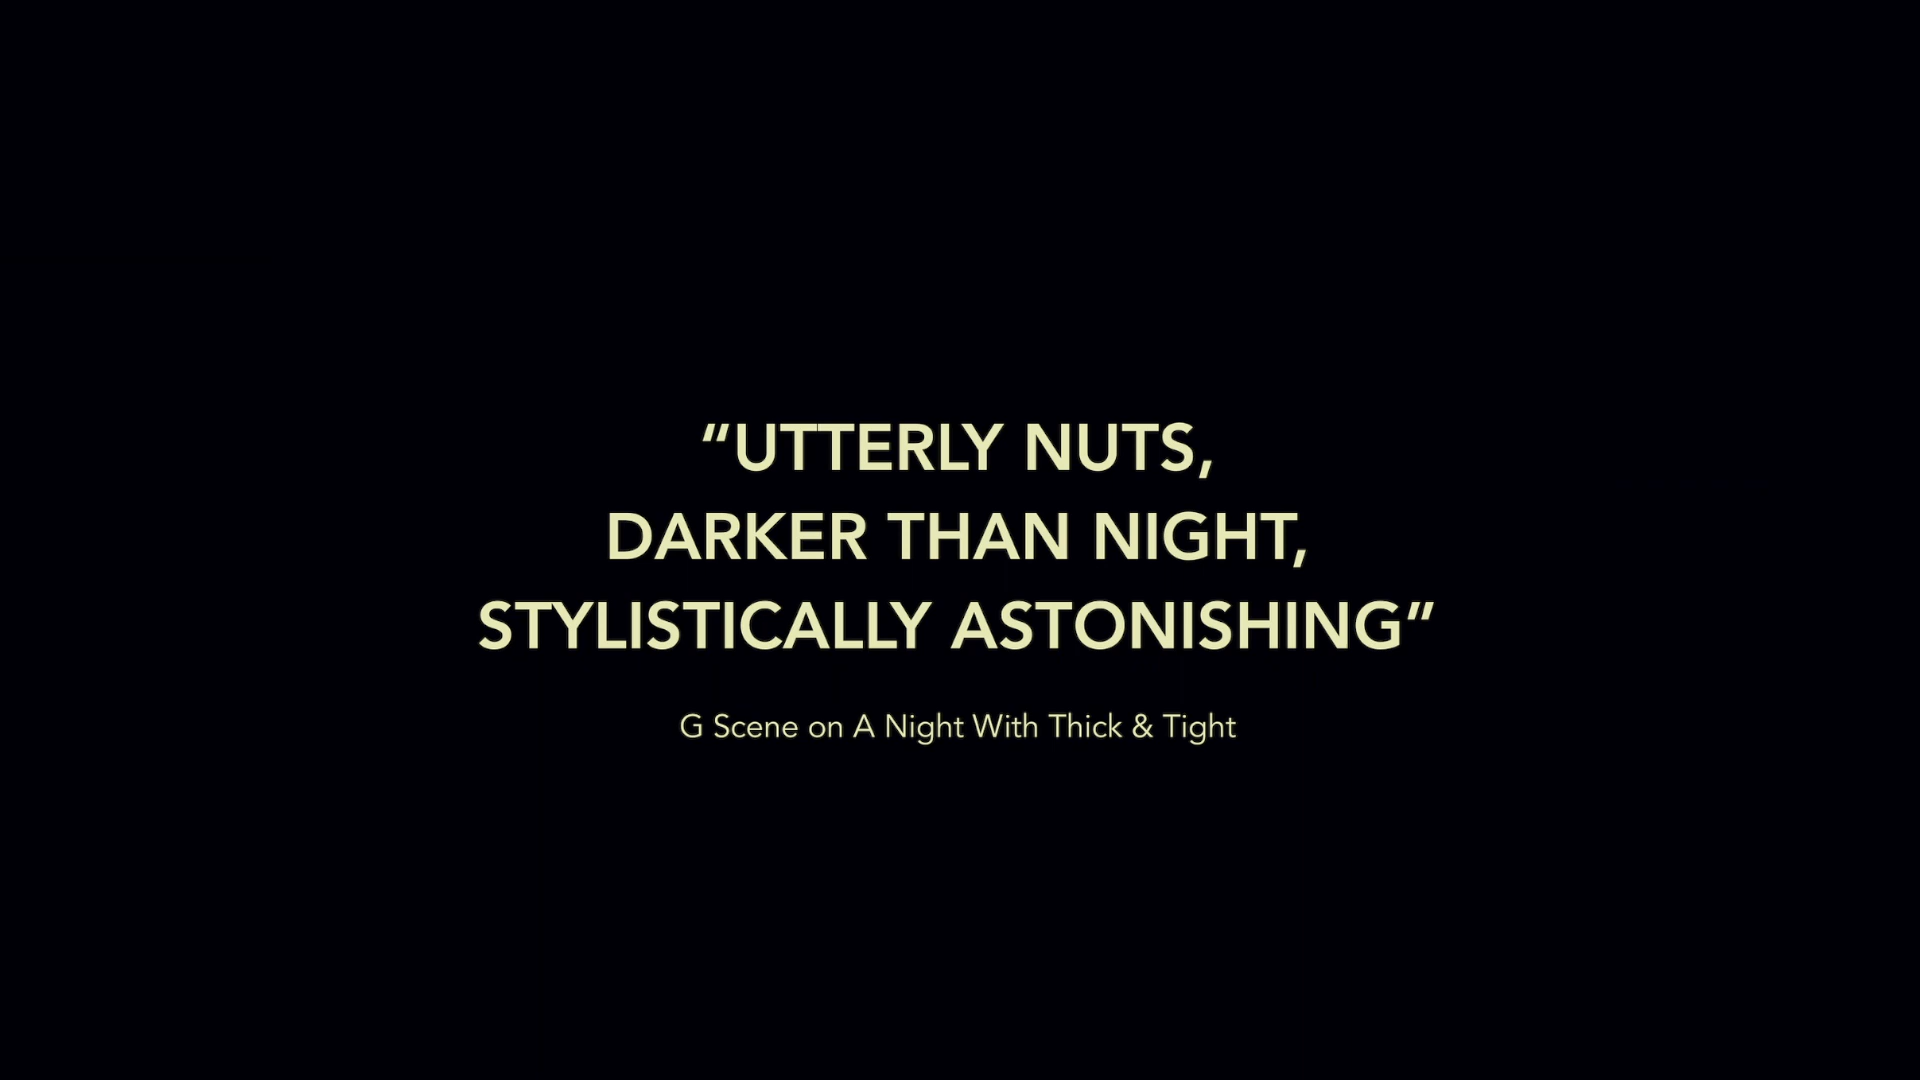 “UTTERLY NUTS,
DARKER THAN NIGHT,
STYLISTICALLY ASTONISHING”
G Scene on A Night With Thick & Tight